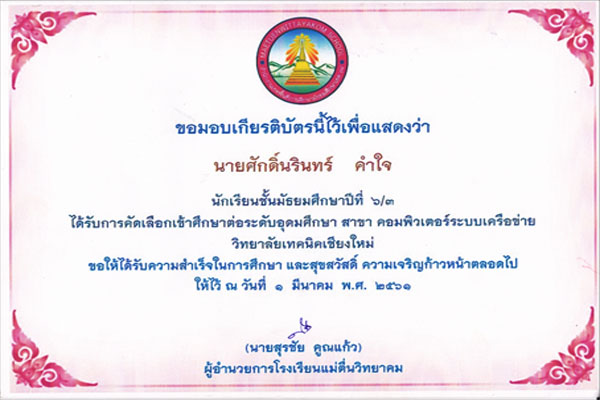 MAETUENWITTAYAKOM SCHOOL
ขอมอบเกียรติบัตรนี้ไว้เพื่อแสดงว่า
นายศักดิ์นรินทร์ คำใจ
นักเรียนชั้นมัธยมศึกษาปีที่ ๖/๓
ได้รับการคัดเลือกเข้าศึกษาต่อระดับอุดมศึกษา สาขา คอมพิวเตอร์ระบบเครือข่าย
วิทยาลัยเทคนิคเชียงใหม่
ขอให้ได้รับความสำเร็จในการศึกษา และสุขสวัสดิ์ ความเจริญก้าวหน้าตลอดไป
ให้ไว้ ณ วันที่ ๑ มีนาคม พ.ศ. ๒๕๖๑
(นายสุรชัย คูณแก้ว)
ผู้อำนวยการโรงเรียนแม่ตื่นวิทยาคม